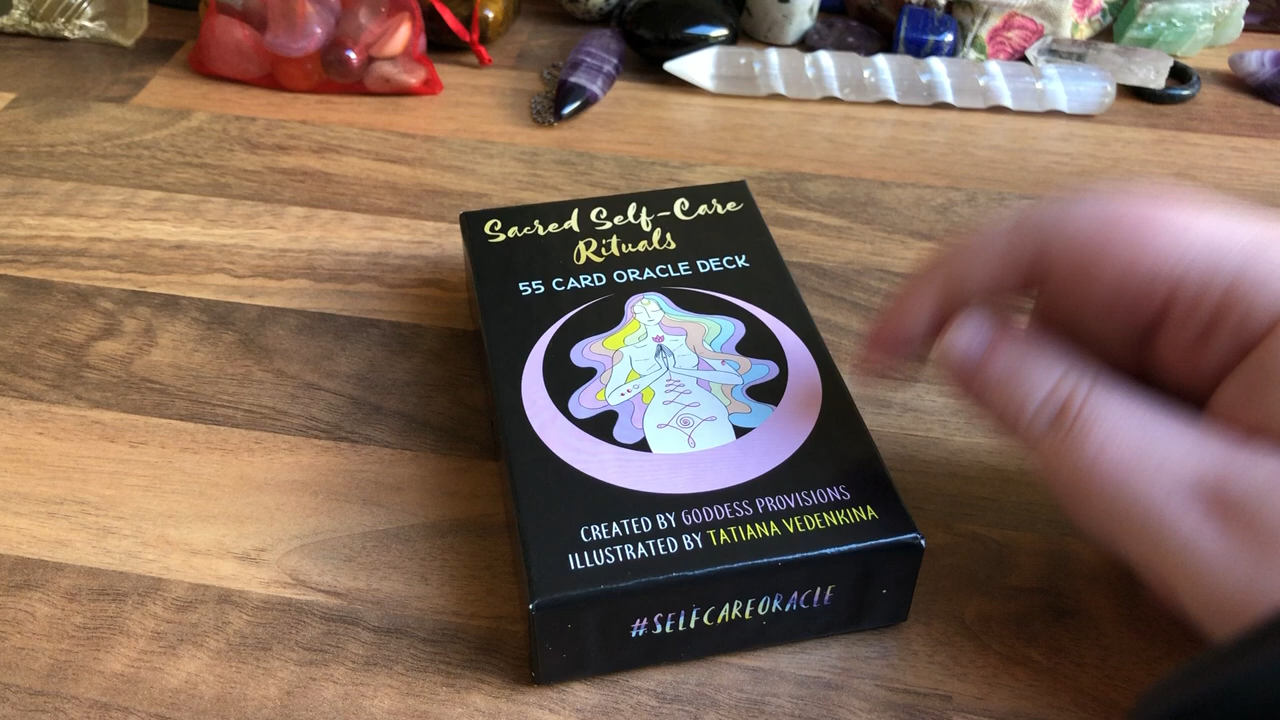 Sacred Self-Care
Rituals
55 CARD ORACLE DECK
CREATED BY GODDESS PROVISIONS
ILLUSTRATED BY TATIANA VEDENKINA
#SELFCAREORACLE